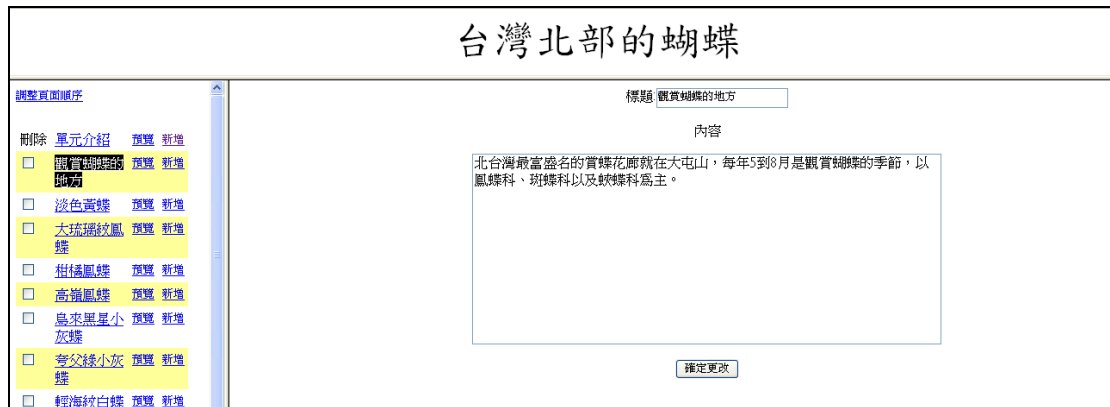 台灣北部的蝴蝶
調整頁面順序
刪除 單元介紹 預覽 新增
觀賞蝴蝶的 預覽 新增
地方
淡色黃蝶 預覽 新增
大琉璃紋鳳 預覽 新增
蝶
柑橘鳳蝶 預覽 新增
高嶺鳳蝶 預覽 新增
烏來黑星小 預覽 新增
灰蝶
夸父綠小灰 預覽 新增
蝶
輕海紋白蝶 預覽 新增
標題:觀賞蝴蝶的地方
內容
北台灣最富盛名的賞蝶花廊就在大屯山，每年5到8月是觀賞蝴蝶的季節，以
鳳蝶科、斑蝶科以及蛺蝶科為主。
確定更改